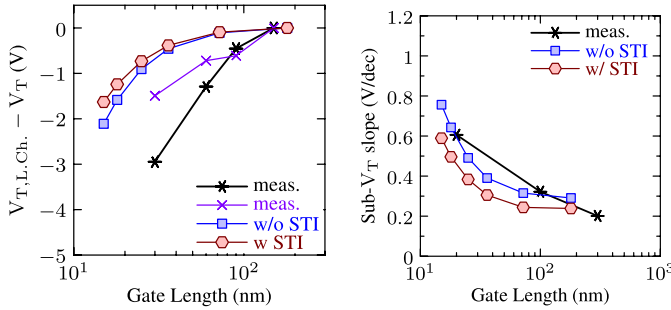 V_T,L.Ch. − V_T (V)
0
−1
−2
−3
−4
−5
10^1
10^2
Gate Length (nm)
meas.
meas.
w/o STI
w STI
Sub-V_T slope (V/dec)
1.2
1
0.8
0.6
0.4
0.2
0
10^1
10^2
10^3
Gate Length (nm)
meas.
w/o STI
w/ STI